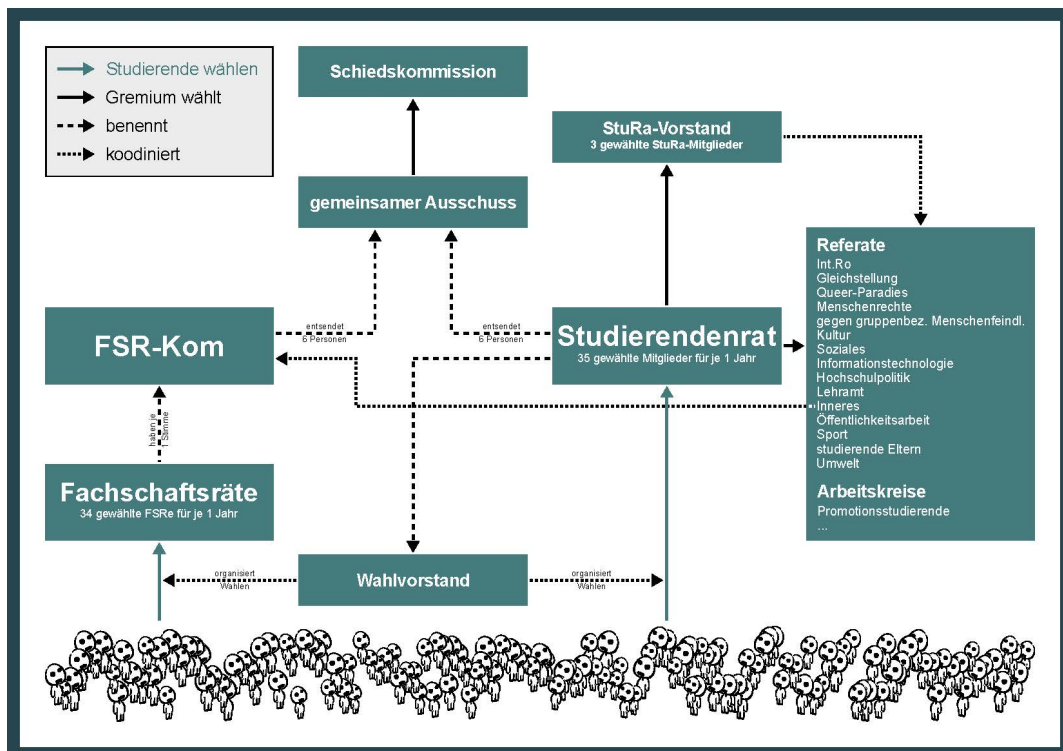 Studierende wählen
Gremium wählt
benennt
koodiniert
Schiedskommission
StuRa-Vorstand
3 gewählte StuRa-Mitglieder
gemeinsamer Ausschuss
Referate
Int.Ro
Gleichstellung
Queer-Paradies
Menschenrechte
gegen gruppenbez. Menschenfeindl.
Kultur
Soziales
Informationstechnologie
Hochschulpolitik
Lehramt
Inneres
Öffentlichkeitsarbeit
Sport
studierende Eltern
Umwelt
Arbeitskreise
Promotionsstudierende
...
FSR-Kom
entsendet
6 Personen
entsendet
6 Personen
Studierendenrat
35 gewählte Mitglieder für je 1 Jahr
haben je
1 Stimme
Fachschaftsräte
34 gewählte FSRe für je 1 Jahr
organisiert
Wahlen
Wahlvorstand
organisiert
Wahlen